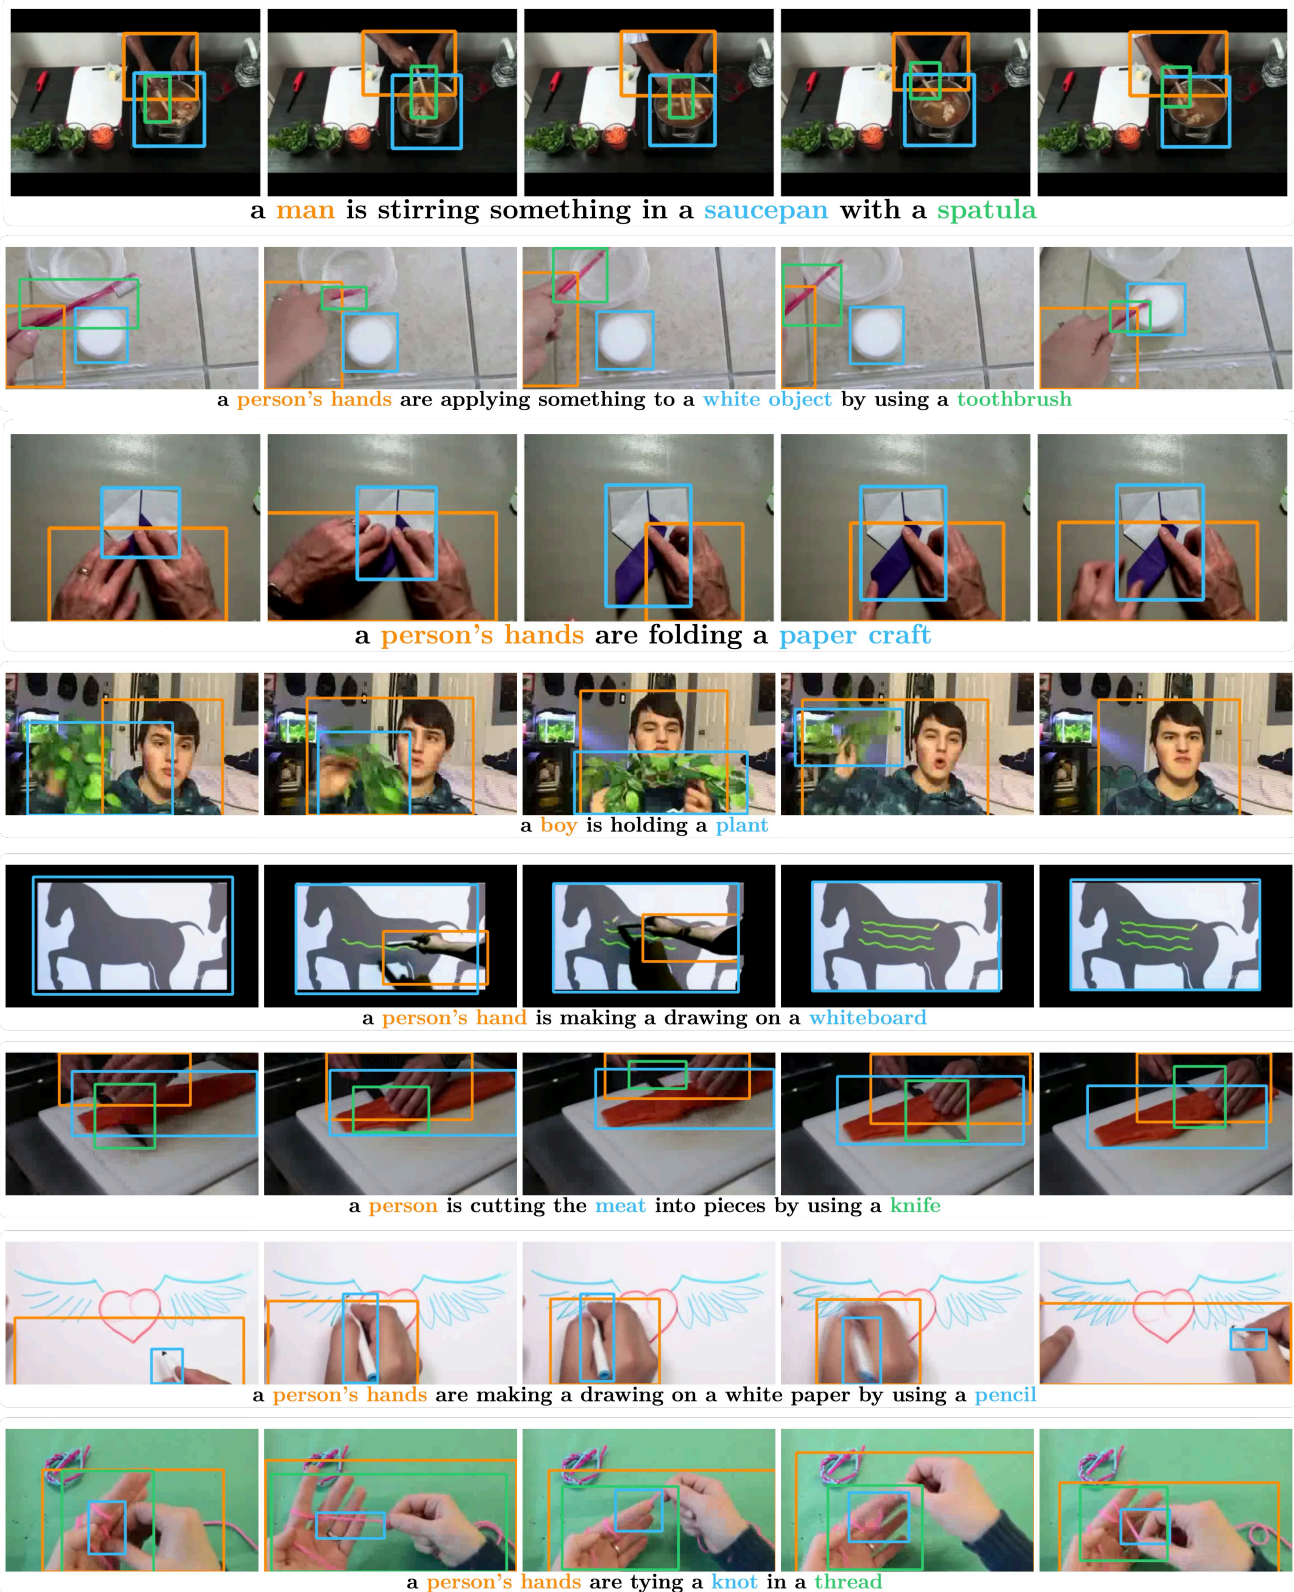 a man is stirring something in a saucepan with a spatula
a person's hands are applying something to a white object by using a toothbrush
a person's hands are folding a paper craft
a boy is holding a plant
a person's hand is making a drawing on a whiteboard
a person is cutting the meat into pieces by using a knife
a person's hands are making a drawing on a white paper by using a pencil
a person's hands are tying a knot in a thread